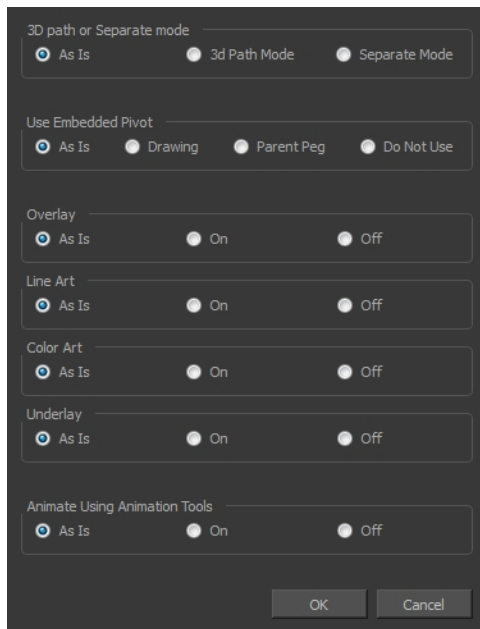 3D path or Separate mode
As Is 3d Path Mode Separate Mode
Use Embedded Pivot
As Is Drawing Parent Peg Do Not Use
Overlay
As Is On Off
Line Art
As Is On Off
Color Art
As Is On Off
Underlay
As Is On Off
Animate Using Animation Tools
As Is On Off
OK Cancel